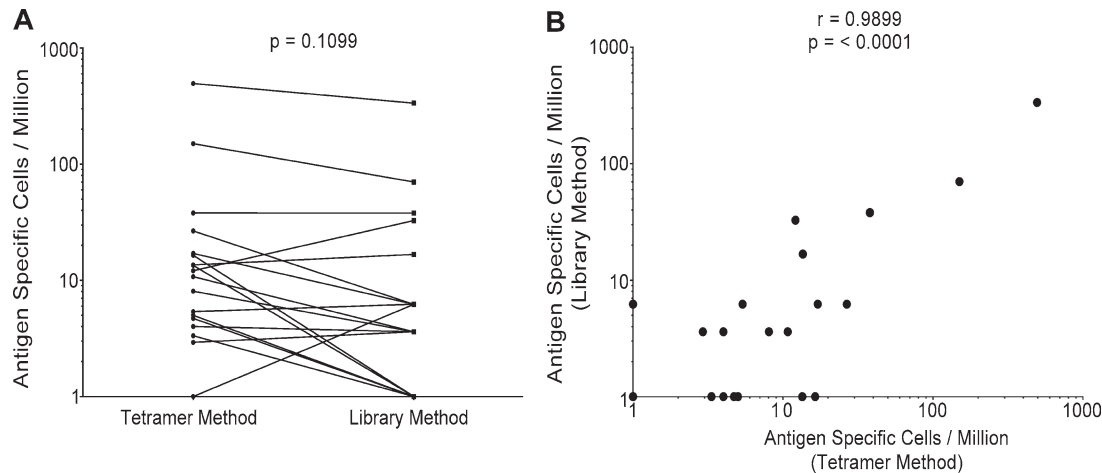 A
p = 0.1099
Antigen Specific Cells / Million
1000
100
10
1
Tetramer Method
Library Method
B
r = 0.9899
p = < 0.0001
Antigen Specific Cells / Million
(Library Method)
1000
100
10
1
1
10
100
1000
Antigen Specific Cells / Million
(Tetramer Method)